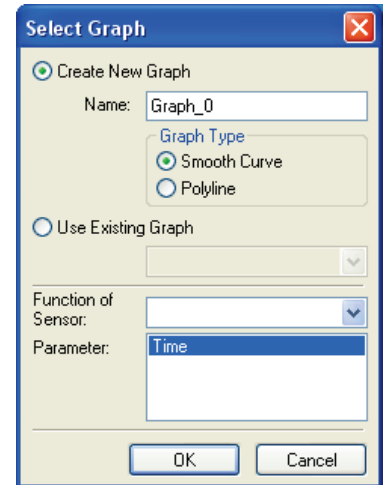 Select Graph
Create New Graph
Name: Graph_0
Graph Type
Smooth Curve
Polyline
Use Existing Graph
Function of
Sensor:
Parameter: Time
OK Cancel